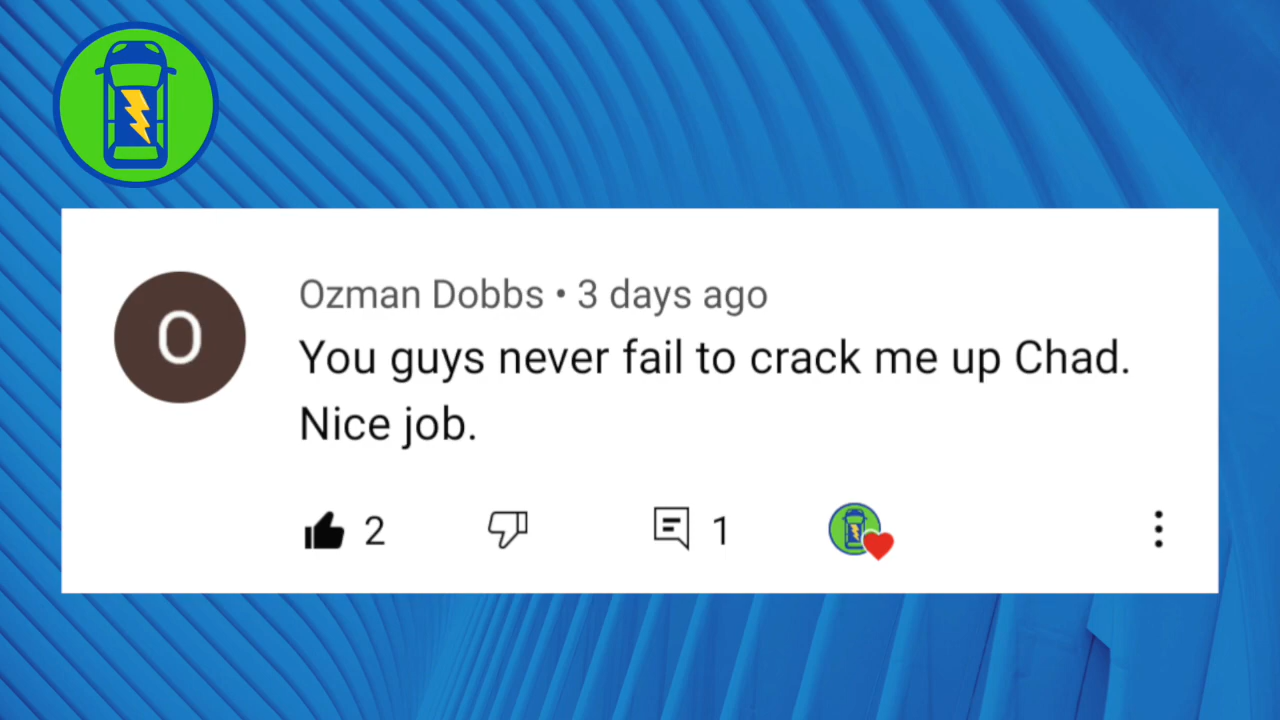 O
Ozman Dobbs • 3 days ago
You guys never fail to crack me up Chad.
Nice job.
2 1